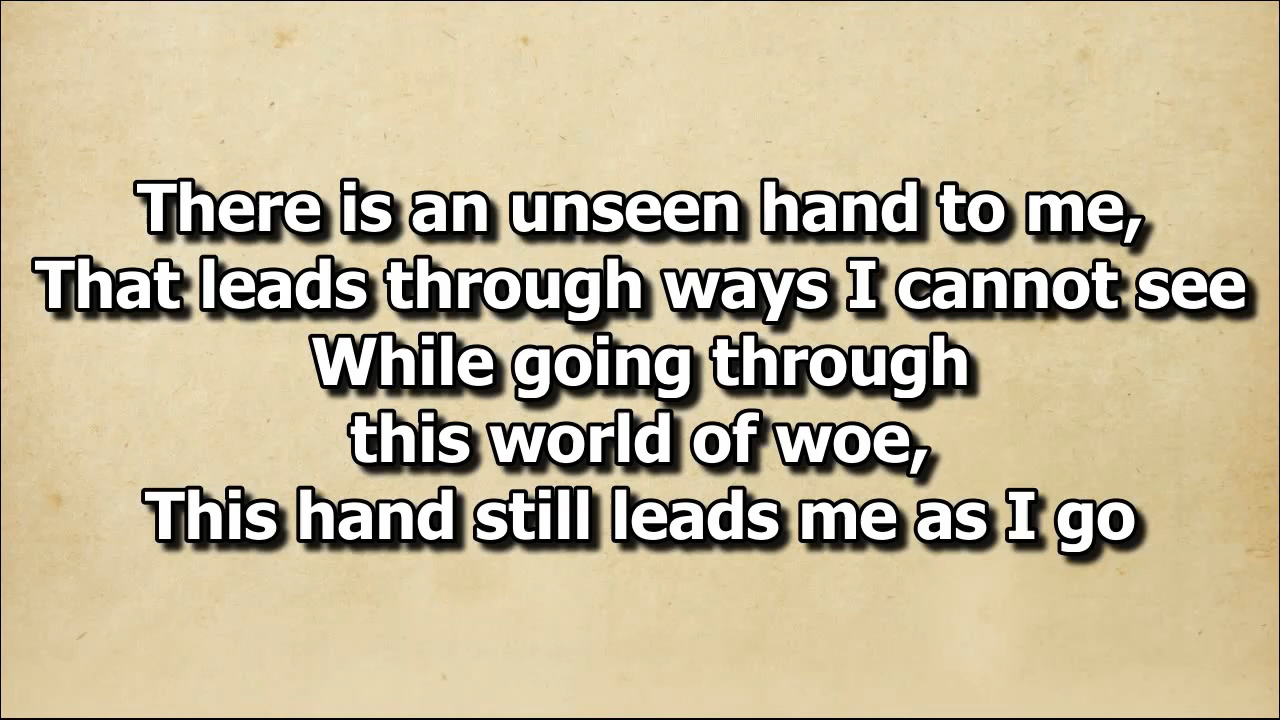 There is an unseen hand to me,
That leads through ways I cannot see
While going through
this world of woe,
This hand still leads me as I go